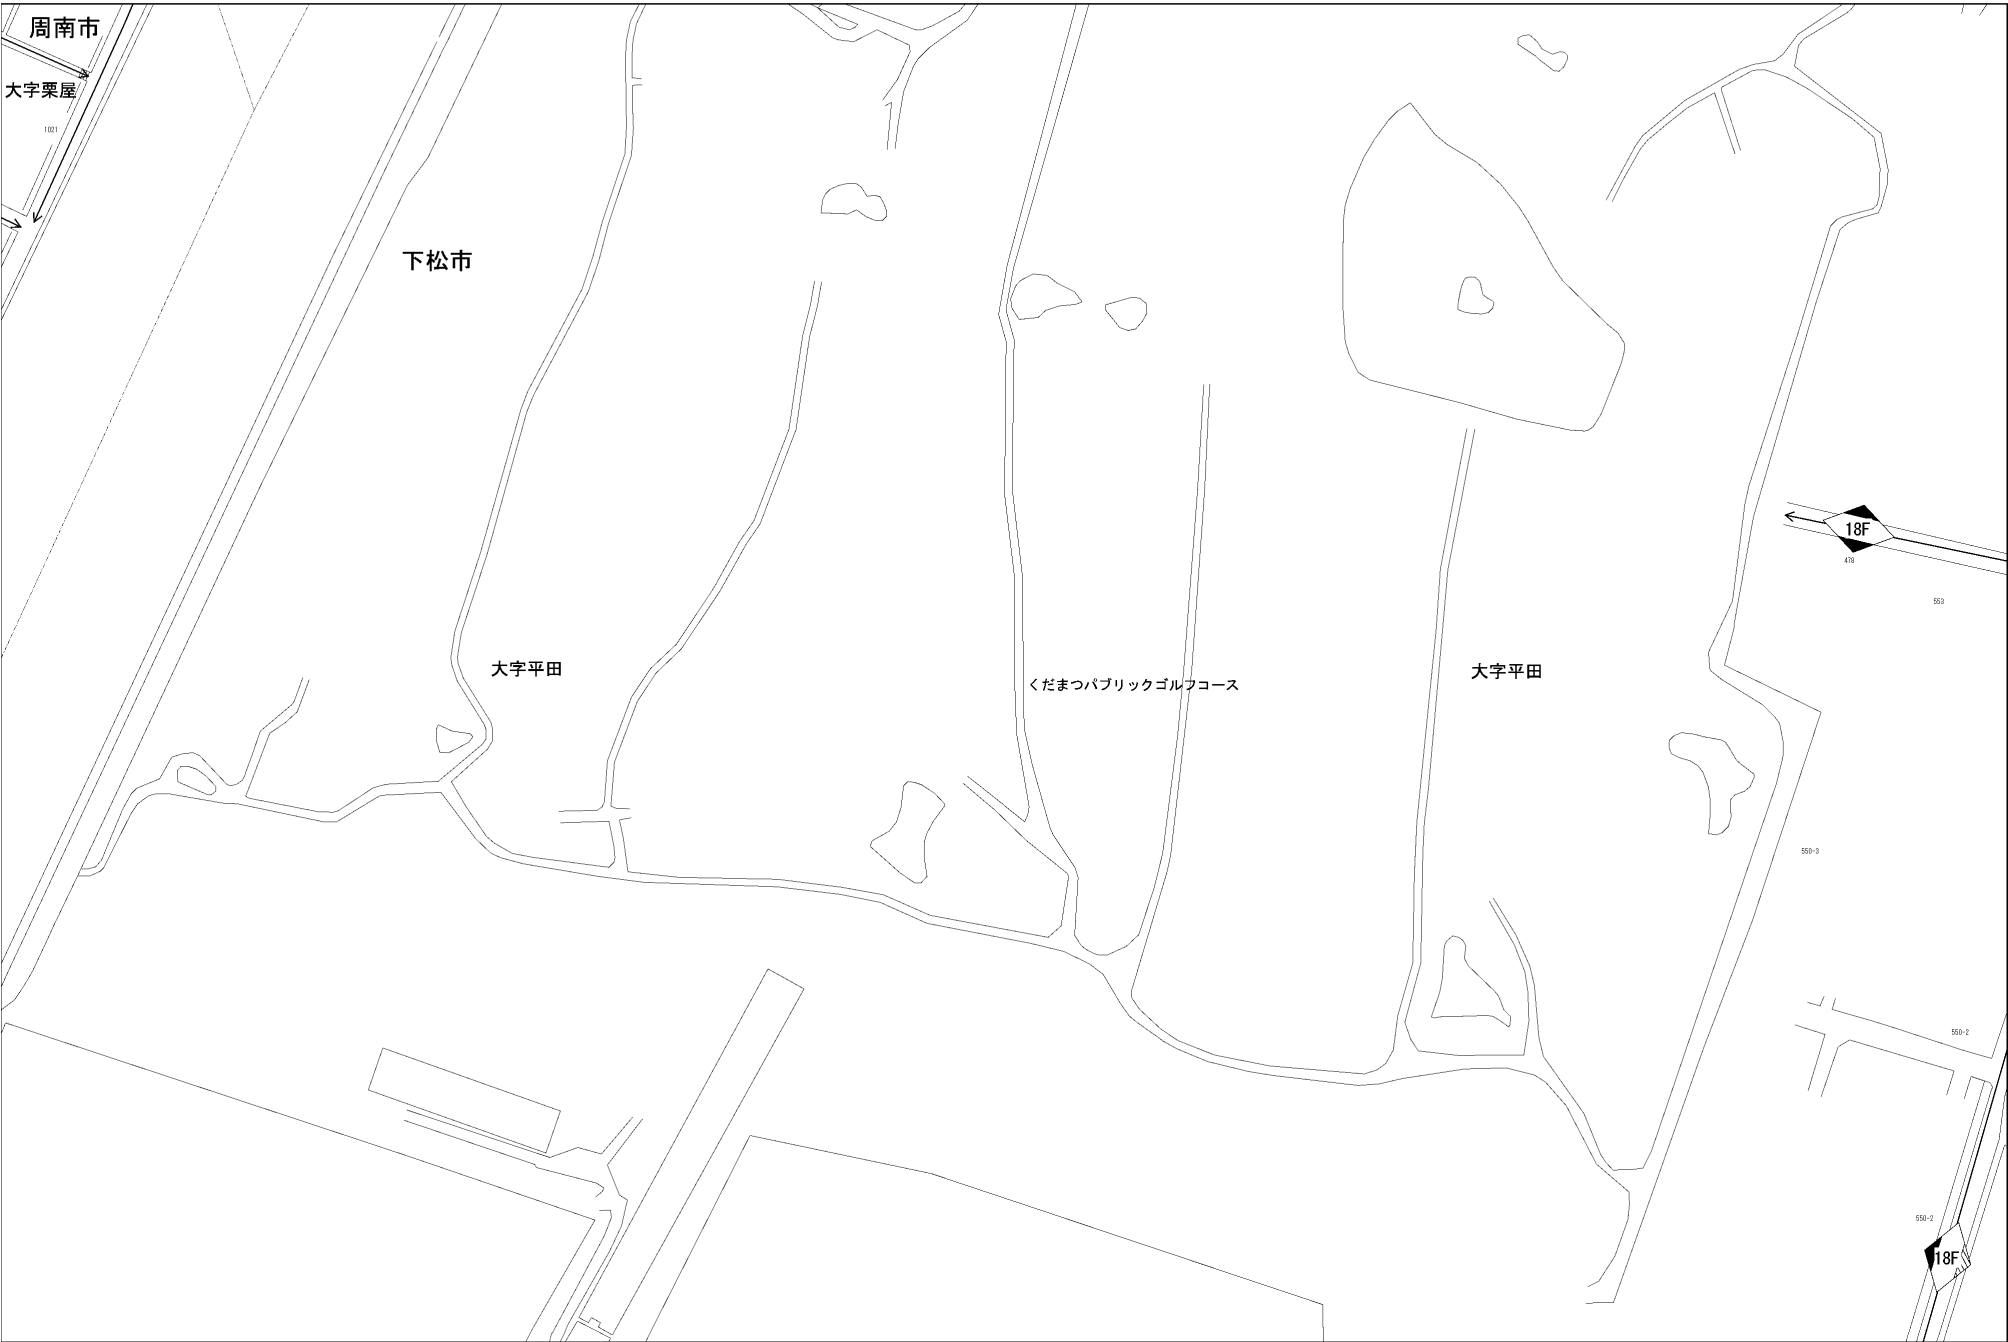 周南市
大字栗屋
1021
下松市
18F
478
553
大字平田
くだまつパブリックゴルフコース
大字平田
550-3
550-2
550-2
18F